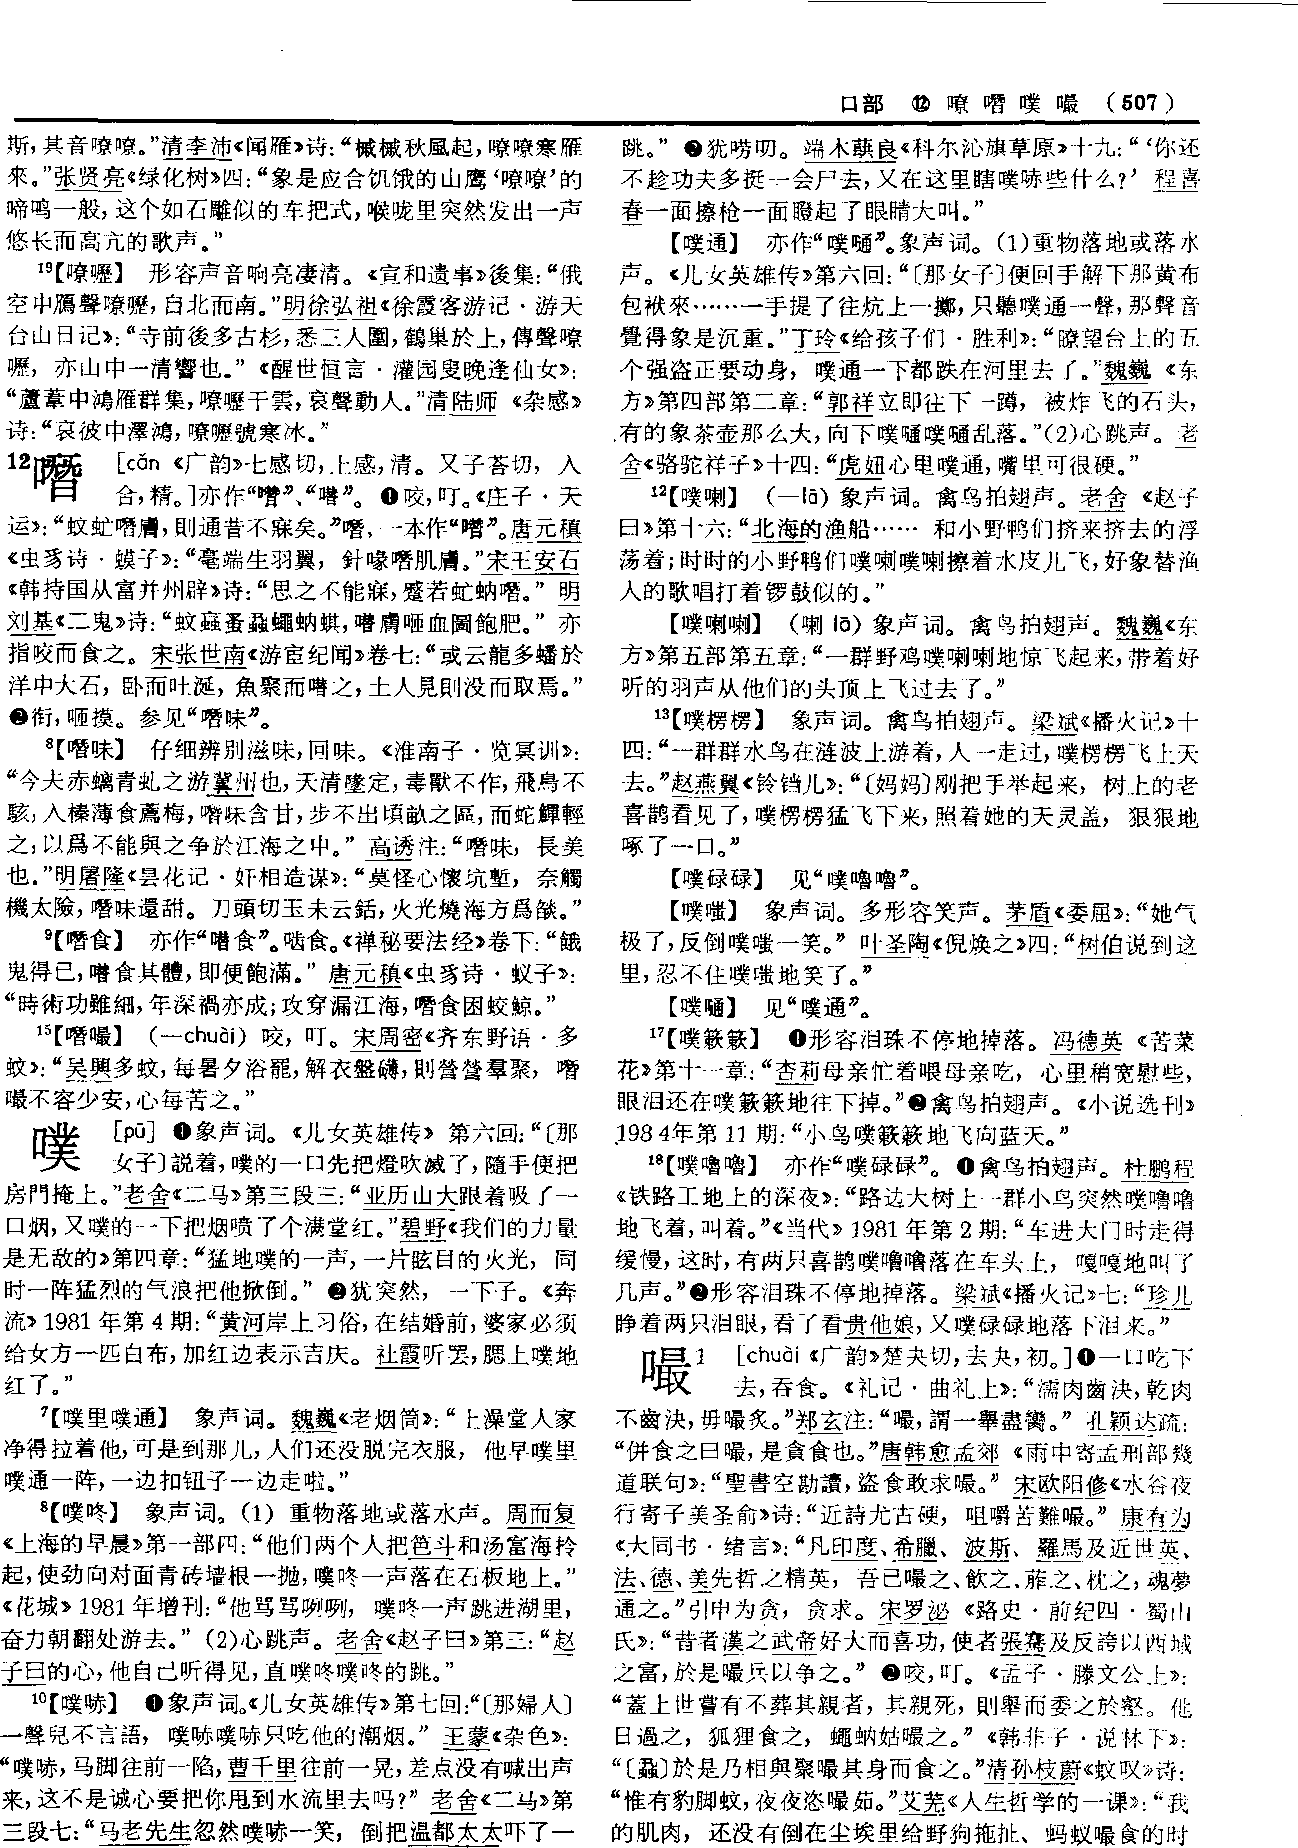 口部 ⑫ 嘹噆噗嘬 （507）
斯，其音嘹嘹。”清李沛《闻雁》诗：“槭槭秋風起，嘹嘹寒雁
來。”张贤亮《绿化树》四：“象是应合饥饿的山鹰‘嘹嘹’的
啼鸣一般，这个如石雕似的车把式，喉咙里突然发出一声
悠长而高亢的歌声。”
19【嘹嚦】 形容声音响亮凄清。《宣和遗事》後集：“俄
空中鴈聲嘹嚦，自北而南。”明徐弘祖《徐霞客游记·游天
台山日记》：“寺前後多古杉，悉三人圍，鶴巢於上，傳聲嘹
嚦，亦山中一清響也。”《醒世恒言·灌园叟晚逢仙女》：
“蘆葦中鴻雁群集，嘹嚦干雲，哀聲動人。”清陆师《杂感》
诗：“哀彼中澤鴻，嘹嚦號寒冰。”
12噆 [cǎn《广韵》七感切，上感，清。又子荅切，入
合，精。]亦作“噆”、“嚐”。❶咬，叮。《庄子·天
运》：“蚊虻噆膚，則通昔不寐矣。”噆，一本作“噆”。唐元稹
《虫豸诗·蟆子》：“毫端生羽翼，針喙噆肌膚。”宋王安石
《韩持国从富并州辟》诗：“思之不能寐，蹙若虻蚋噆。”明
刘基《二鬼》诗：“蚊蝱蚤蝨蠅蚋蜞，噆膚咂血圖飽肥。”亦
指咬而食之。宋张世南《游宦纪闻》卷七：“或云龍多蟠於
洋中大石，卧而吐涎，魚聚而噆之，土人見則没而取焉。”
❷衔，咂摸。参见“噆味”。
8【噆味】 仔细辨别滋味，回味。《淮南子·览冥训》：
“今夫赤螭青虬之游冀州也，天清墬定，毒獸不作，飛鳥不
駭，入榛薄食薦梅，噆味含甘，步不出頃畝之區，而蛇鱓輕
之；以爲不能與之争於江海之中。”高诱注：“噆味，長美
也。”明屠隆《昙花记·奸相造谋》：“莫怪心懷坑塹，奈觸
機太險，噆味還甜。刀頭切玉未云銛，火光燒海方爲燄。”
9【噆食】 亦作“噆食”。啮食。《禅秘要法经》卷下：“餓
鬼得已，噆食其體，即便飽滿。”唐元稹《虫豸诗·蚁子》：
“時術功雖細，年深禍亦成；攻穿漏江海，噆食困蛟鯨。”
15【噆嘬】 （—chuài）咬，叮。宋周密《齐东野语·多
蚊》：“吴興多蚊，每暑夕浴罷，解衣盤礴，則營營羣聚，噆
嘬不容少安，心每苦之。”
噗 [pū] ❶象声词。《儿女英雄传》第六回：“〔那
女子〕説着，噗的一口先把燈吹滅了，隨手便把
房門掩上。”老舍《二马》第三段三：“亚历山大跟着吸了一
口烟，又噗的一下把烟喷了个满堂红。”碧野《我们的力量
是无敌的》第四章：“猛地噗的一声，一片眩目的火光，同
时一阵猛烈的气浪把他掀倒。”❷犹突然，一下子。《奔
流》1981年第4期：“黄河岸上习俗，在结婚前，婆家必须
给女方一匹白布，加红边表示吉庆。社霞听罢，腮上噗地
红了。”
7【噗里噗通】 象声词。魏巍《老烟筒》：“上澡堂人家
净得拉着他，可是到那儿，人们还没脱完衣服，他早噗里
噗通一阵，一边扣钮子一边走啦。”
8【噗咚】 象声词。（1）重物落地或落水声。周而复
《上海的早晨》第一部四：“他们两个人把笆斗和汤富海拎
起，使劲向对面青砖墙根一抛，噗咚一声落在石板地上。”
《花城》1981年增刊：“他骂骂咧咧，噗咚一声跳进湖里，
奋力朝翻处游去。”（2）心跳声。老舍《赵子曰》第三：“赵
子曰的心，他自己听得见，直噗咚噗咚的跳。”
10【噗哧】 ❶象声词。《儿女英雄传》第七回：“〔那婦人〕
一聲兒不言語，噗哧噗哧只吃他的潮烟。”王蒙《杂色》：
“噗哧，马脚往前一陷，曹千里往前一晃，差点没有喊出声
来，这不是诚心要把你甩到水流里去吗？”老舍《二马》第
三段七：“马老先生忽然噗哧一笑，倒把温都太太吓了一
跳。”❷犹唠叨。端木蕻良《科尔沁旗草原》十九：“‘你还
不趁功夫多挺一会尸去，又在这里瞎噗哧些什么？’程喜
春一面擦枪一面瞪起了眼睛大叫。”
【噗通】 亦作“噗嗵”。象声词。（1）重物落地或落水
声。《儿女英雄传》第六回：“〔那女子〕便回手解下那黄布
包袱來……一手提了往炕上一擲，只聽噗通一聲，那聲音
覺得象是沉重。”丁玲《给孩子们·胜利》：“瞭望台上的五
个强盗正要动身，噗通一下都跌在河里去了。”魏巍《东
方》第四部第二章：“郭祥立即往下一蹲，被炸飞的石头，
有的象茶壶那么大，向下噗嗵噗嗵乱落。”（2）心跳声。老
舍《骆驼祥子》十四：“虎妞心里噗通，嘴里可很硬。”
12【噗喇】 （—lā）象声词。禽鸟拍翅声。老舍《赵子
曰》第十六：“北海的渔船……和小野鸭们挤来挤去的浮
荡着；时时的小野鸭们噗喇噗喇擦着水皮儿飞，好象替渔
人的歌唱打着锣鼓似的。”
【噗喇喇】 （喇lā）象声词。禽鸟拍翅声。魏巍《东
方》第五部第五章：“一群野鸡噗喇喇地惊飞起来，带着好
听的羽声从他们的头顶上飞过去了。”
13【噗楞楞】 象声词。禽鸟拍翅声。梁斌《播火记》十
四：“一群群水鸟在涟波上游着，人一走过，噗楞楞飞上天
去。”赵燕翼《铃铛儿》：“〔妈妈〕刚把手举起来，树上的老
喜鹊看见了，噗楞楞猛飞下来，照着她的天灵盖，狠狠地
啄了一口。”
【噗碌碌】 见“噗噜噜”。
【噗嗤】 象声词。多形容笑声。茅盾《委屈》：“她气
极了，反倒噗嗤一笑。”叶圣陶《倪焕之》四：“树伯说到这
里，忍不住噗嗤地笑了。”
【噗嗵】 见“噗通”。
17【噗簌簌】 ❶形容泪珠不停地掉落。冯德英《苦菜
花》第十一章：“杏莉母亲忙着喂母亲吃，心里稍宽慰些，
眼泪还在噗簌簌地往下掉。”❷禽鸟拍翅声。《小说选刊》
1984年第11期：“小鸟噗簌簌地飞向蓝天。”
18【噗噜噜】 亦作“噗碌碌”。❶禽鸟拍翅声。杜鹏程
《铁路工地上的深夜》：“路边大树上一群小鸟突然噗噜噜
地飞着，叫着。”《当代》1981年第2期：“车进大门时走得
缓慢，这时，有两只喜鹊噗噜噜落在车头上，嘎嘎地叫了
几声。”❷形容泪珠不停地掉落。梁斌《播火记》七：“珍儿
睁着两只泪眼，看了看贵他娘，又噗碌碌地落下泪来。”
嘬1 [chuài《广韵》楚夬切，去夬，初。]❶一口吃下
去，吞食。《礼记·曲礼上》：“濡肉齒決，乾肉
不齒決，毋嘬炙。”郑玄注：“嘬，謂一舉盡臠。”孔颖达疏：
“併食之曰嘬，是貪食也。”唐韩愈孟郊《雨中寄孟刑部幾
道联句》：“聖書空勘讀，盜食敢求嘬。”宋欧阳修《水谷夜
行寄子美圣俞》诗：“近詩尤古硬，咀嚼苦難嘬。”康有为
《大同书·绪言》：“凡印度、希臘、波斯、羅馬及近世英、
法、德、美先哲之精英，吾已嘬之、飲之、葄之、枕之，魂夢
通之。”引申为贪，贪求。宋罗泌《路史·前纪四·蜀山
氏》：“昔者漢之武帝好大而喜功，使者張騫及反誇以西域
之富，於是嘬兵以争之。”❷咬，叮。《孟子·滕文公上》：
“蓋上世嘗有不葬其親者，其親死，則舉而委之於壑。他
日過之，狐狸食之，蠅蚋姑嘬之。”《韩非子·说林下》：
“〔蝨〕於是乃相與聚嘬其身而食之。”清孙枝蔚《蚊叹》诗：
“惟有豹脚蚊，夜夜恣嘬茹。”艾芜《人生哲学的一课》：“我
的肌肉，还没有倒在尘埃里给野狗拖扯、蚂蚁嘬食的时